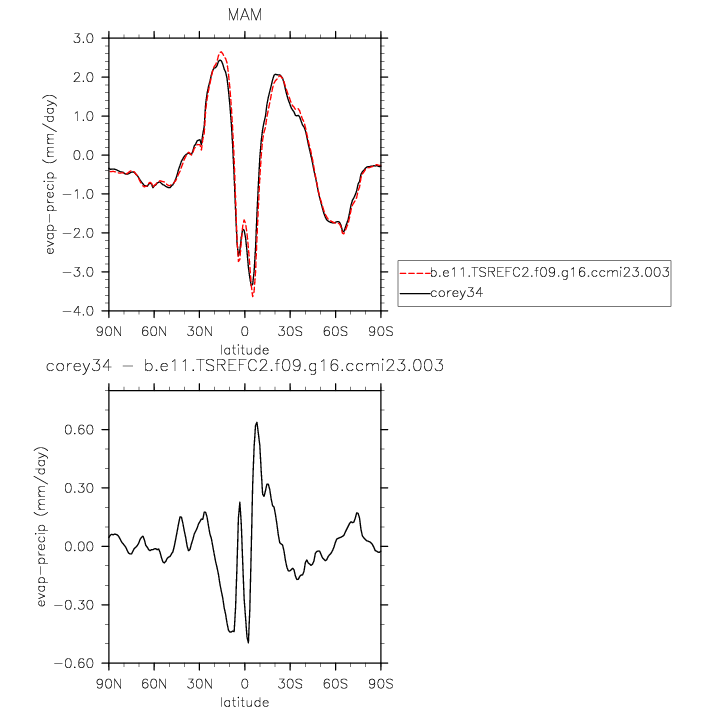 MAM
3.0
2.0
1.0
0.0
-1.0
-2.0
-3.0
-4.0
evap-precip (mm/day)
90N 60N 30N 0 30S 60S 90S
latitude
b.e11.TSREFC2.f09.g16.ccmi23.003
corey34
corey34 - b.e11.TSREFC2.f09.g16.ccmi23.003
0.60
0.30
0.00
-0.30
-0.60
evap-precip (mm/day)
90N 60N 30N 0 30S 60S 90S
latitude